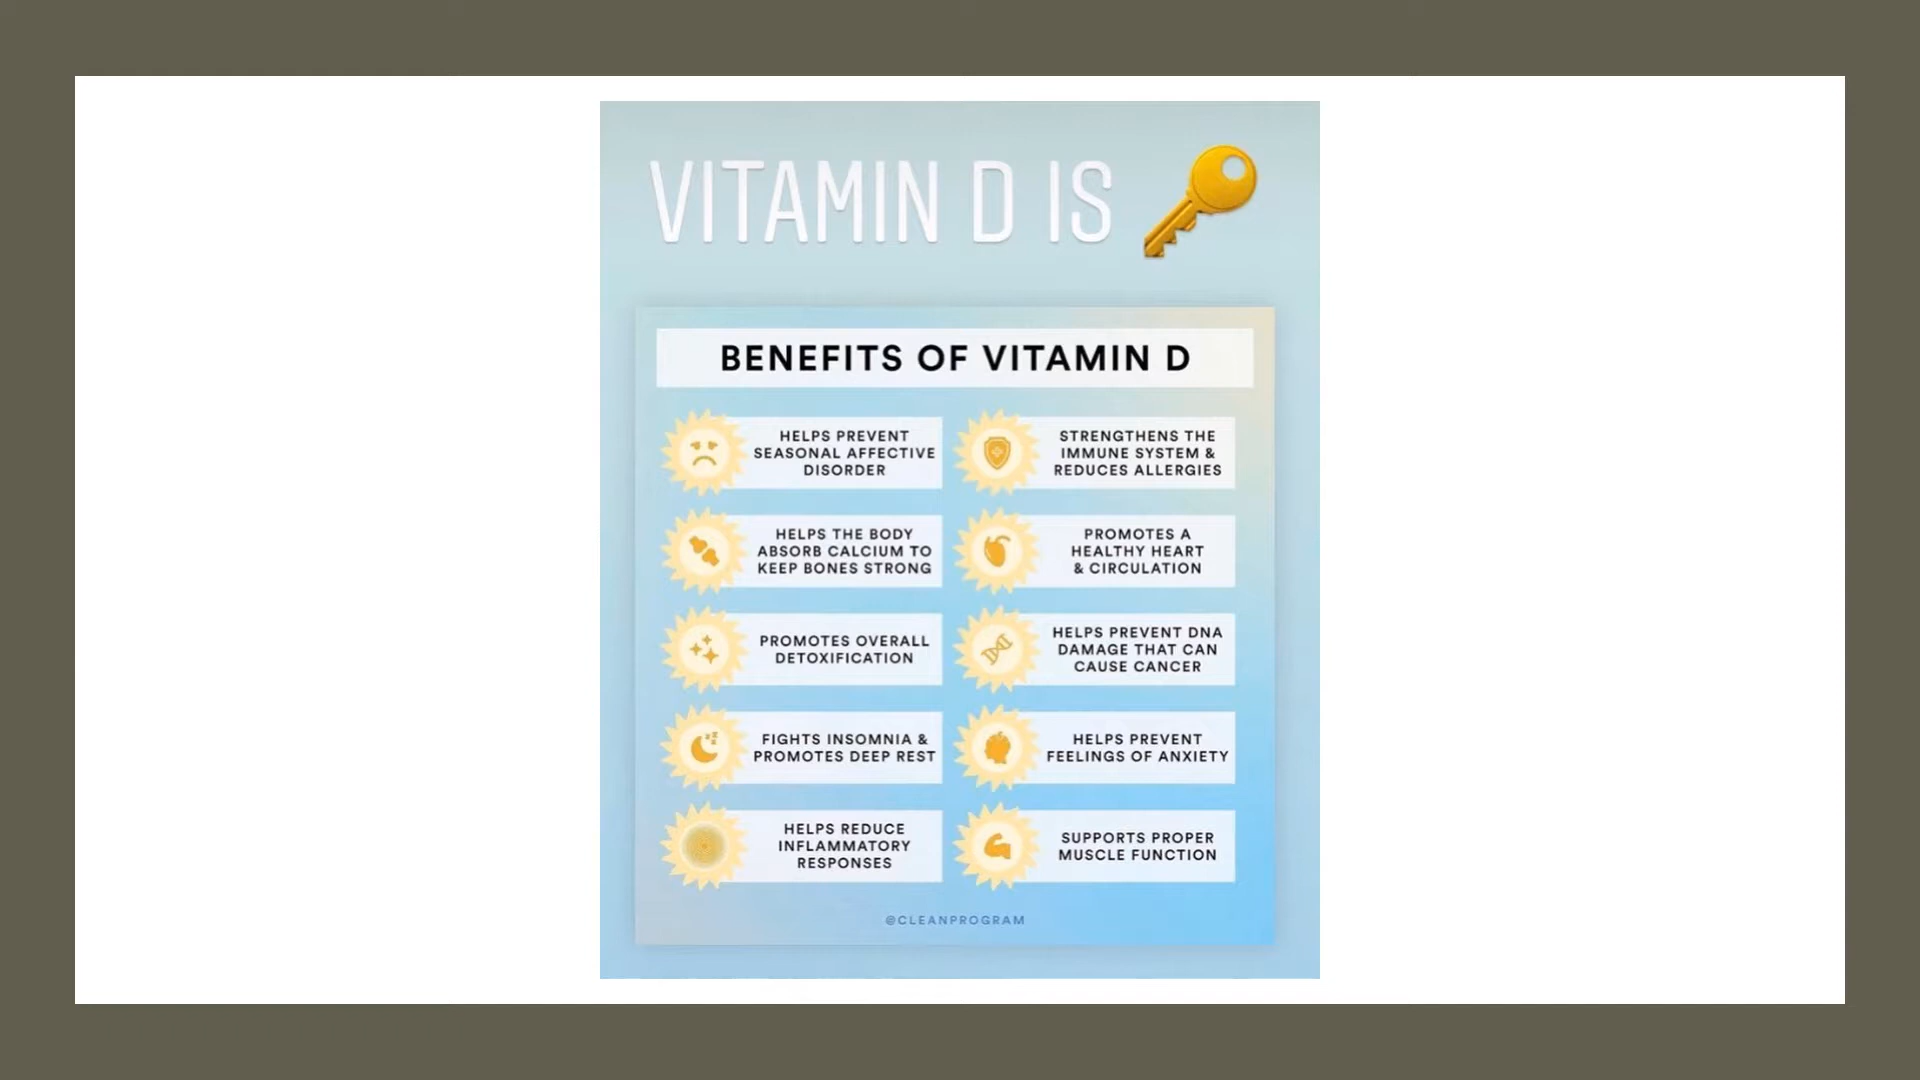 VITAMIN D IS
BENEFITS OF VITAMIN D
HELPS PREVENT
SEASONAL AFFECTIVE
DISORDER
STRENGTHENS THE
IMMUNE SYSTEM &
REDUCES ALLERGIES
HELPS THE BODY
ABSORB CALCIUM TO
KEEP BONES STRONG
PROMOTES A
HEALTHY HEART
& CIRCULATION
PROMOTES OVERALL
DETOXIFICATION
HELPS PREVENT DNA
DAMAGE THAT CAN
CAUSE CANCER
FIGHTS INSOMNIA &
PROMOTES DEEP REST
HELPS PREVENT
FEELINGS OF ANXIETY
HELPS REDUCE
INFLAMMATORY
RESPONSES
SUPPORTS PROPER
MUSCLE FUNCTION
@CLEANPROGRAM